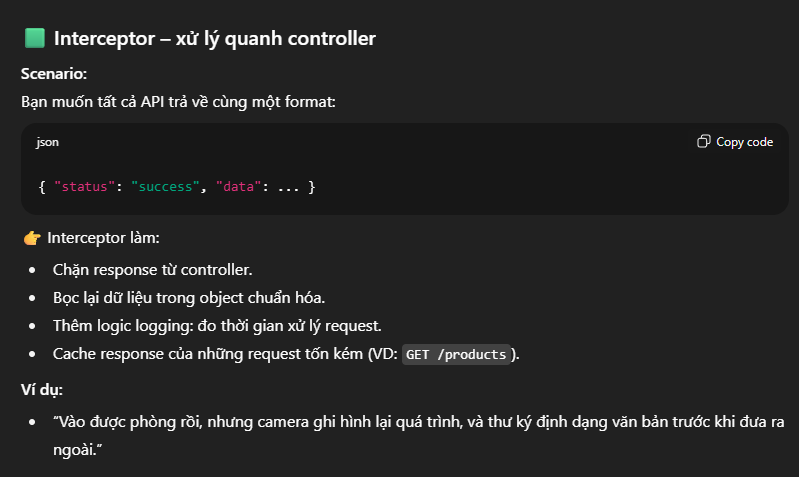 Interceptor – xử lý quanh controller
Scenario:
Bạn muốn tất cả API trả về cùng một format:
json
Copy code
{ "status": "success", "data": ... }
👉 Interceptor làm:
• Chặn response từ controller.
• Bọc lại dữ liệu trong object chuẩn hóa.
• Thêm logic logging: đo thời gian xử lý request.
• Cache response của những request tốn kém (VD: GET /products).
Ví dụ:
• “Vào được phòng rồi, nhưng camera ghi hình lại quá trình, và thư ký định dạng văn bản trước khi đưa ra
ngoài.”